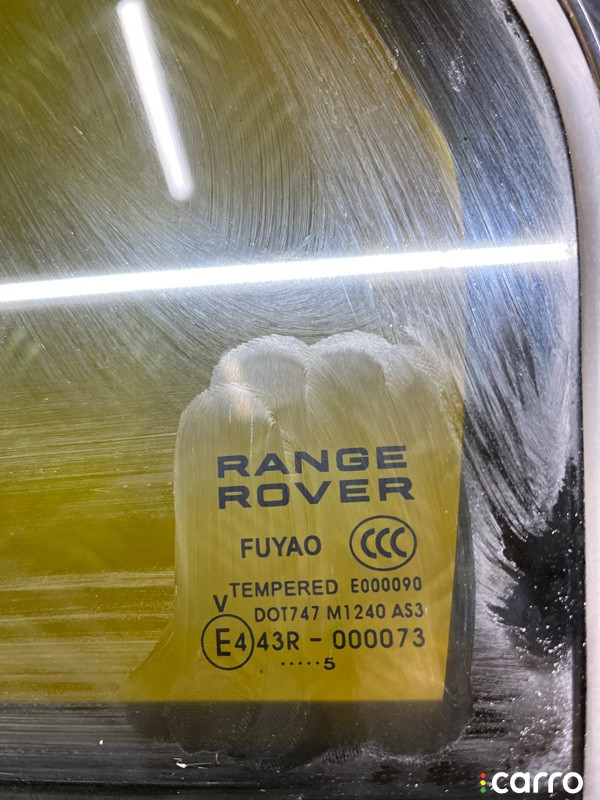 RANGE
ROVER
FUYAO CCC
TEMPERED E000090
V
DOT747 M1240 AS3
E4 43R - 000073
.....5
carro